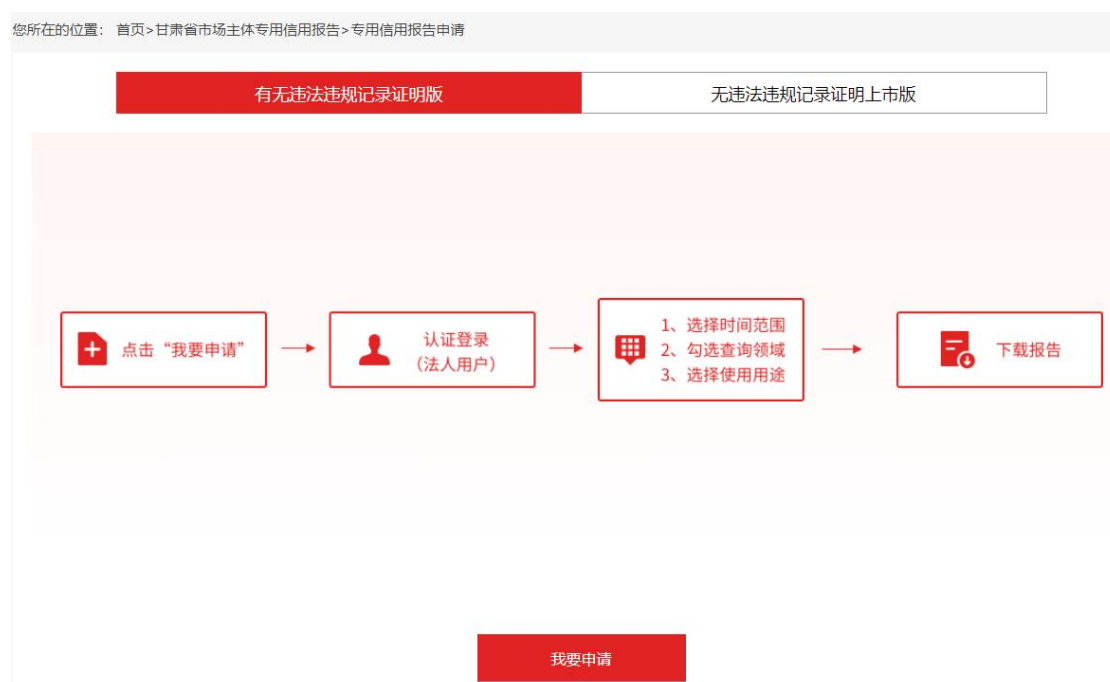 您所在的位置： 首页>甘肃省市场主体专用信用报告>专用信用报告申请
有无违法违规记录证明版
无违法违规记录证明上市版
点击“我要申请”
认证登录
（法人用户）
1、选择时间范围
2、勾选查询领域
3、选择使用用途
下载报告
我要申请